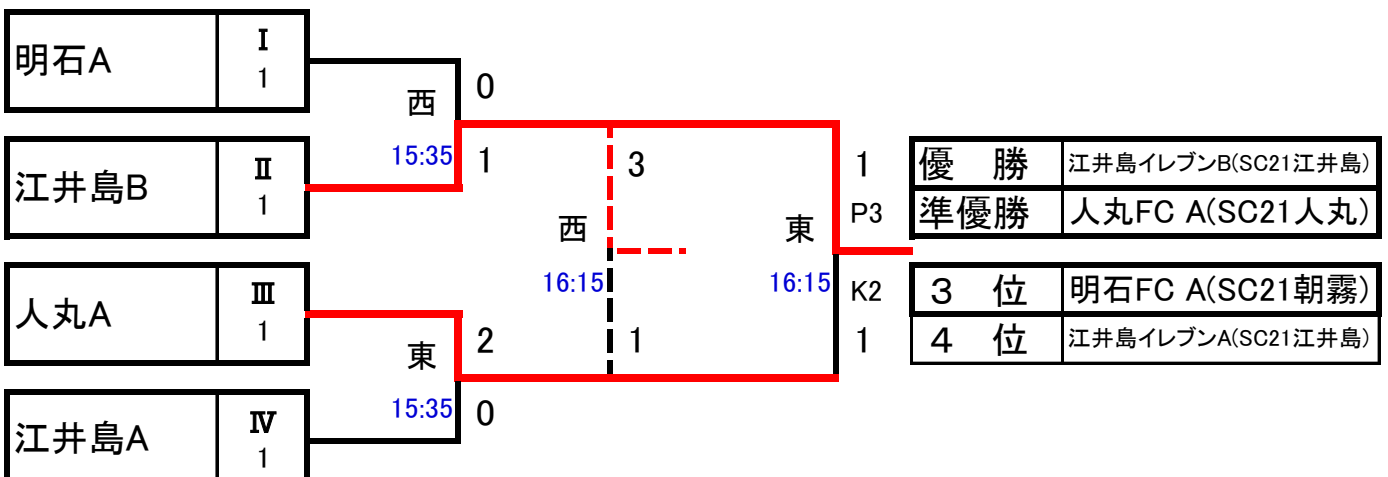 明石A
Ⅰ
1
西
0
15:35
1
江井島B
Ⅱ
1
3
西
16:15
1
人丸A
Ⅲ
1
東
2
15:35
0
江井島A
Ⅳ
1
東
16:15
1
P3
K2
1
優　勝 江井島イレブンB(SC21江井島)
準優勝 人丸FC A(SC21人丸)
３　位 明石FC A(SC21朝霧)
４　位 江井島イレブンA(SC21江井島)